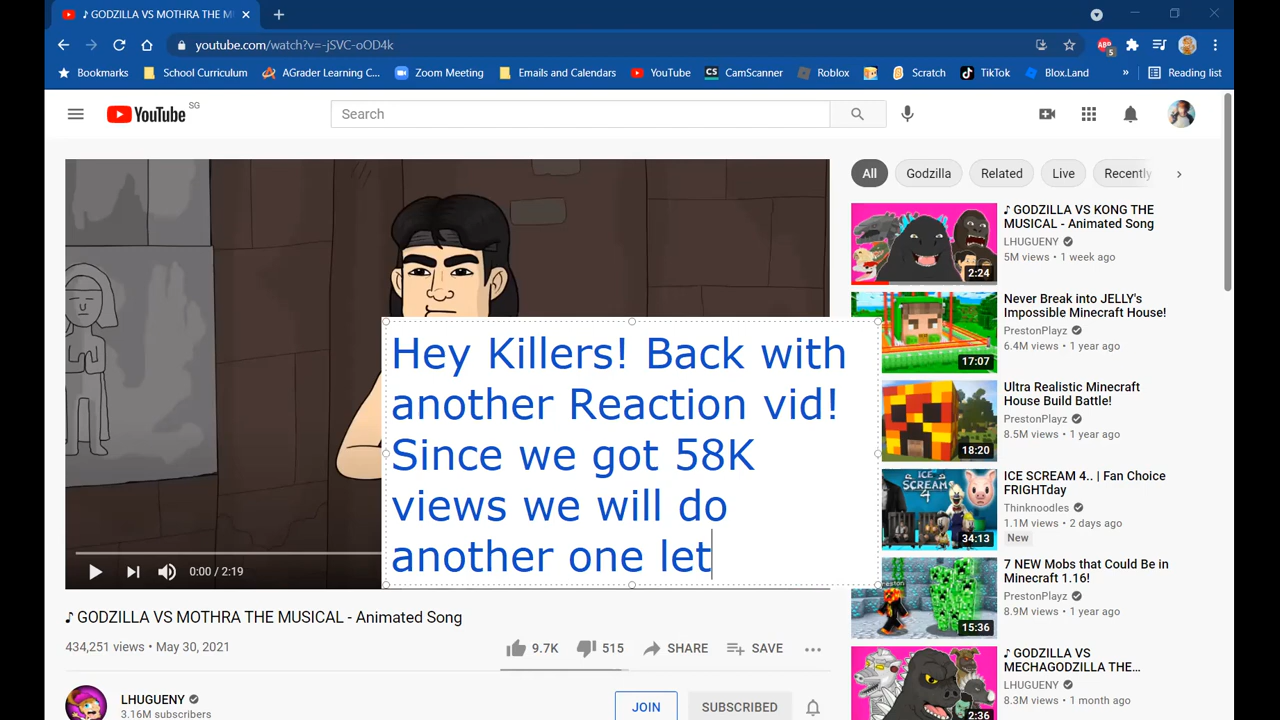 ♪ GODZILLA VS MOTHRA THE M
youtube.com/watch?v=-jSVC-oOD4k
ABP
5
Bookmarks
School Curriculum
AGrader Learning C...
Zoom Meeting
Emails and Calendars
YouTube
CS
CamScanner
Roblox
Scratch
TikTok
Blox.Land
»
Reading list
YouTube
SG
Search
All
Godzilla
Related
Live
Recently
Hey Killers! Back with
another Reaction vid!
Since we got 58K
views we will do
another one let
0:00 / 2:19
♪ GODZILLA VS MOTHRA THE MUSICAL - Animated Song
434,251 views • May 30, 2021
9.7K
515
SHARE
SAVE
LHUGUENY
3.16M subscribers
JOIN
SUBSCRIBED
2:24
♪ GODZILLA VS KONG THE
MUSICAL - Animated Song
LHUGUENY
5M views • 1 week ago
17:07
Never Break into JELLY's
Impossible Minecraft House!
PrestonPlayz
6.4M views • 1 year ago
18:20
Ultra Realistic Minecraft
House Build Battle!
PrestonPlayz
8.5M views • 1 year ago
ICE
SCREAM
4
34:13
ICE SCREAM 4.. | Fan Choice
FRIGHTday
Thinknoodles
1.1M views • 2 days ago
New
Preston
15:36
7 NEW Mobs that Could Be in
Minecraft 1.16!
PrestonPlayz
8.9M views • 1 year ago
2:36
♪ GODZILLA VS
MECHAGODZILLA THE...
LHUGUENY
8.3M views • 1 month ago